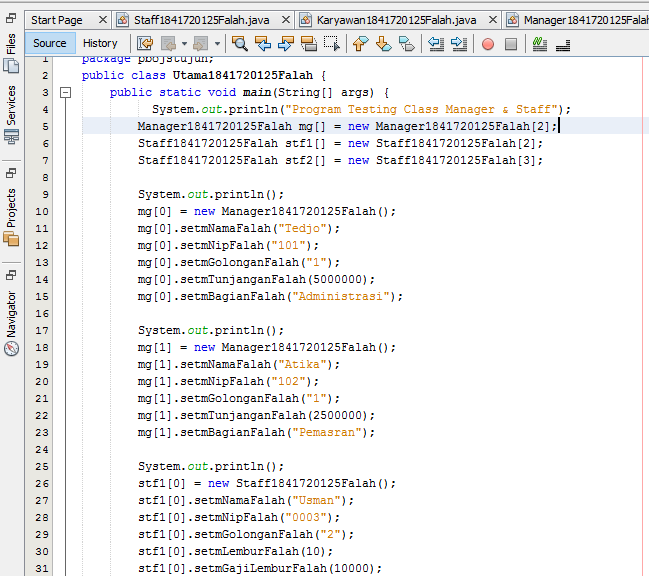 Start Page
Staff1841720125Falah.java
Karyawan1841720125Falah.java
Manager1841720125Falah
Source
History
Files
Services
Projects
Navigator
1 package pbojstujuh;
2 public class Utama1841720125Falah {
3 public static void main(String[] args) {
4 System.out.println("Program Testing Class Manager & Staff");
5 Manager1841720125Falah mg[] = new Manager1841720125Falah[2];
6 Staff1841720125Falah stf1[] = new Staff1841720125Falah[2];
7 Staff1841720125Falah stf2[] = new Staff1841720125Falah[3];
8
9 System.out.println();
10 mg[0] = new Manager1841720125Falah();
11 mg[0].setmNamaFalah("Tedjo");
12 mg[0].setmNipFalah("101");
13 mg[0].setmGolonganFalah("1");
14 mg[0].setmTunjanganFalah(5000000);
15 mg[0].setmBagianFalah("Administrasi");
16
17 System.out.println();
18 mg[1] = new Manager1841720125Falah();
19 mg[1].setmNamaFalah("Atika");
20 mg[1].setmNipFalah("102");
21 mg[1].setmGolonganFalah("1");
22 mg[1].setmTunjanganFalah(2500000);
23 mg[1].setmBagianFalah("Pemasran");
24
25 System.out.println();
26 stf1[0] = new Staff1841720125Falah();
27 stf1[0].setmNamaFalah("Usman");
28 stf1[0].setmNipFalah("0003");
29 stf1[0].setmGolonganFalah("2");
30 stf1[0].setmLemburFalah(10);
31 stf1[0].setmGajiLemburFalah(10000);